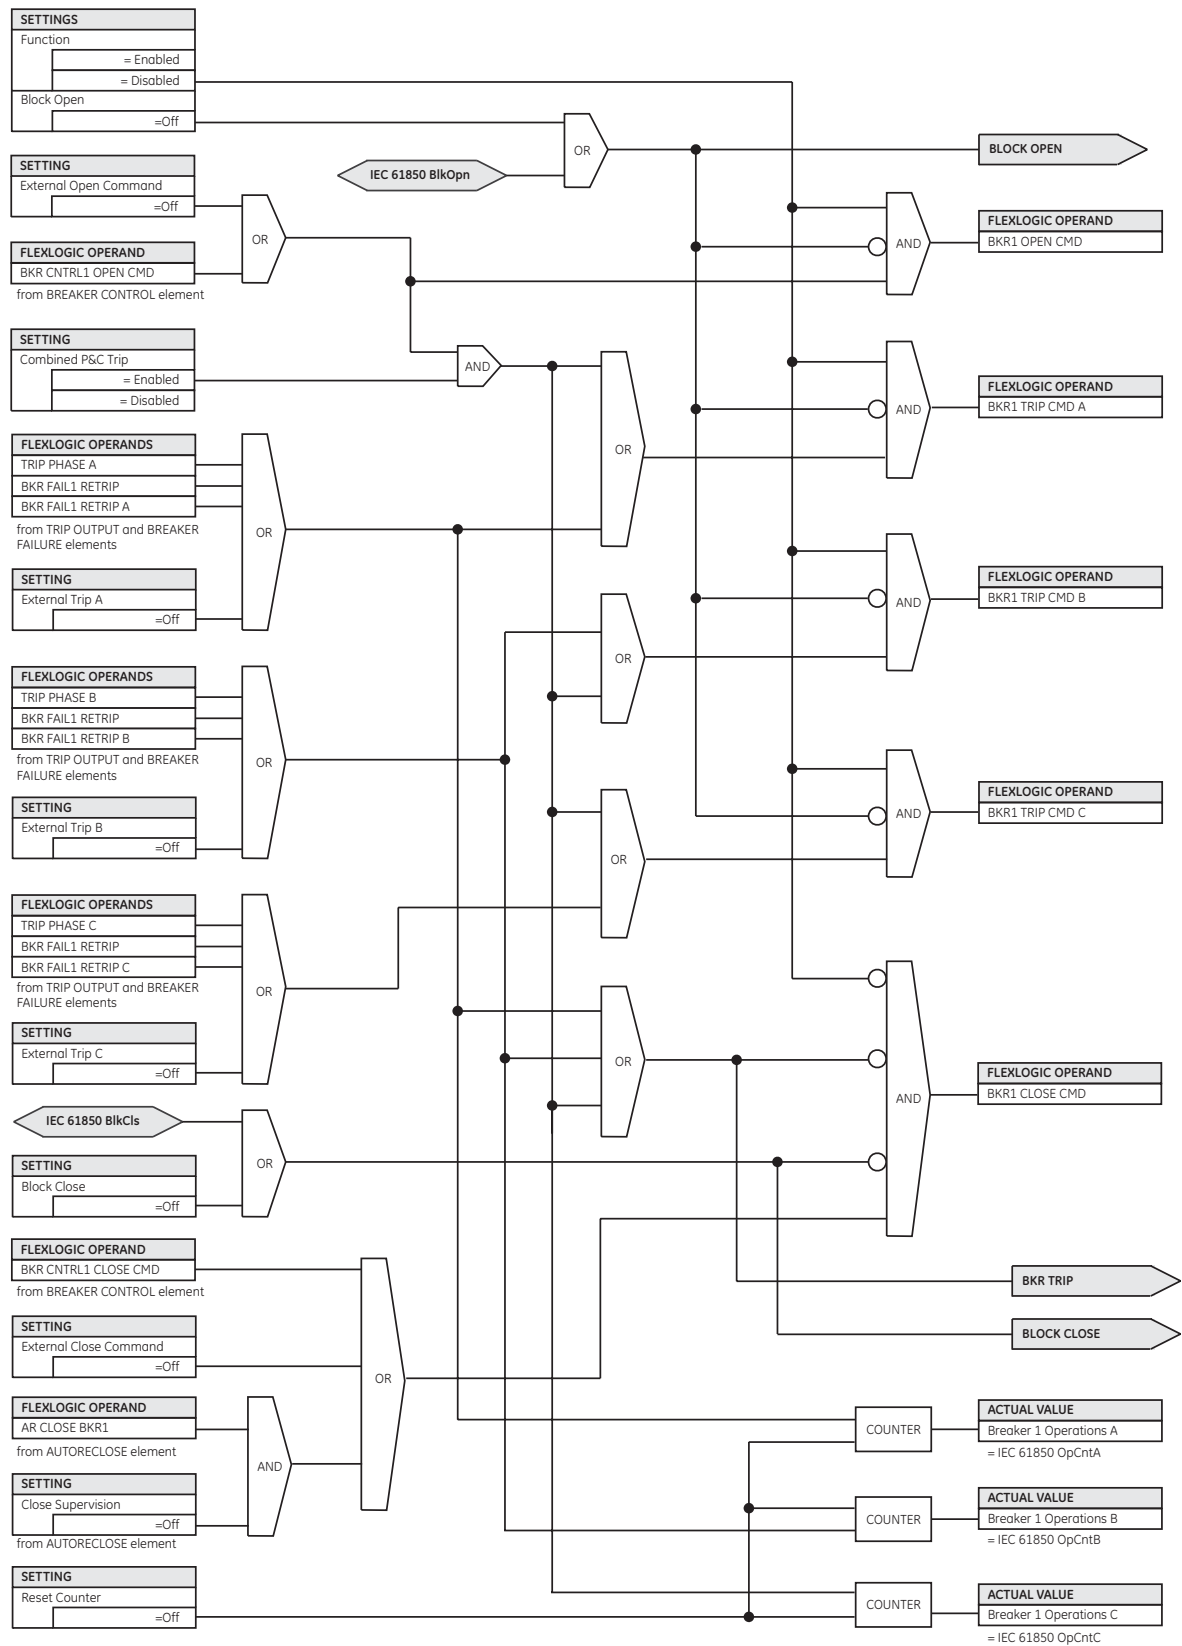 SETTINGS
Function
= Enabled
= Disabled
Block Open
=Off
OR
BLOCK OPEN
IEC 61850 BlkOpn
SETTING
External Open Command
=Off
OR
FLEXLOGIC OPERAND
BKR CNTRL1 OPEN CMD
from BREAKER CONTROL element
AND
FLEXLOGIC OPERAND
BKR1 OPEN CMD
SETTING
Combined P&C Trip
= Enabled
= Disabled
AND
OR
AND
FLEXLOGIC OPERAND
BKR1 TRIP CMD A
FLEXLOGIC OPERANDS
TRIP PHASE A
BKR FAIL1 RETRIP
BKR FAIL1 RETRIP A
from TRIP OUTPUT and BREAKER
FAILURE elements
OR
SETTING
External Trip A
=Off
OR
AND
FLEXLOGIC OPERAND
BKR1 TRIP CMD B
FLEXLOGIC OPERANDS
TRIP PHASE B
BKR FAIL1 RETRIP
BKR FAIL1 RETRIP B
from TRIP OUTPUT and BREAKER
FAILURE elements
OR
SETTING
External Trip B
=Off
OR
AND
FLEXLOGIC OPERAND
BKR1 TRIP CMD C
FLEXLOGIC OPERANDS
TRIP PHASE C
BKR FAIL1 RETRIP
BKR FAIL1 RETRIP C
from TRIP OUTPUT and BREAKER
FAILURE elements
OR
SETTING
External Trip C
=Off
OR
AND
FLEXLOGIC OPERAND
BKR1 CLOSE CMD
IEC 61850 BlkCls
OR
SETTING
Block Close
=Off
FLEXLOGIC OPERAND
BKR CNTRL1 CLOSE CMD
from BREAKER CONTROL element
BKR TRIP
SETTING
External Close Command
=Off
OR
BLOCK CLOSE
FLEXLOGIC OPERAND
AR CLOSE BKR1
from AUTORECLOSE element
AND
SETTING
Close Supervision
=Off
from AUTORECLOSE element
COUNTER
ACTUAL VALUE
Breaker 1 Operations A
= IEC 61850 OpCntA
COUNTER
ACTUAL VALUE
Breaker 1 Operations B
= IEC 61850 OpCntB
SETTING
Reset Counter
=Off
COUNTER
ACTUAL VALUE
Breaker 1 Operations C
= IEC 61850 OpCntC